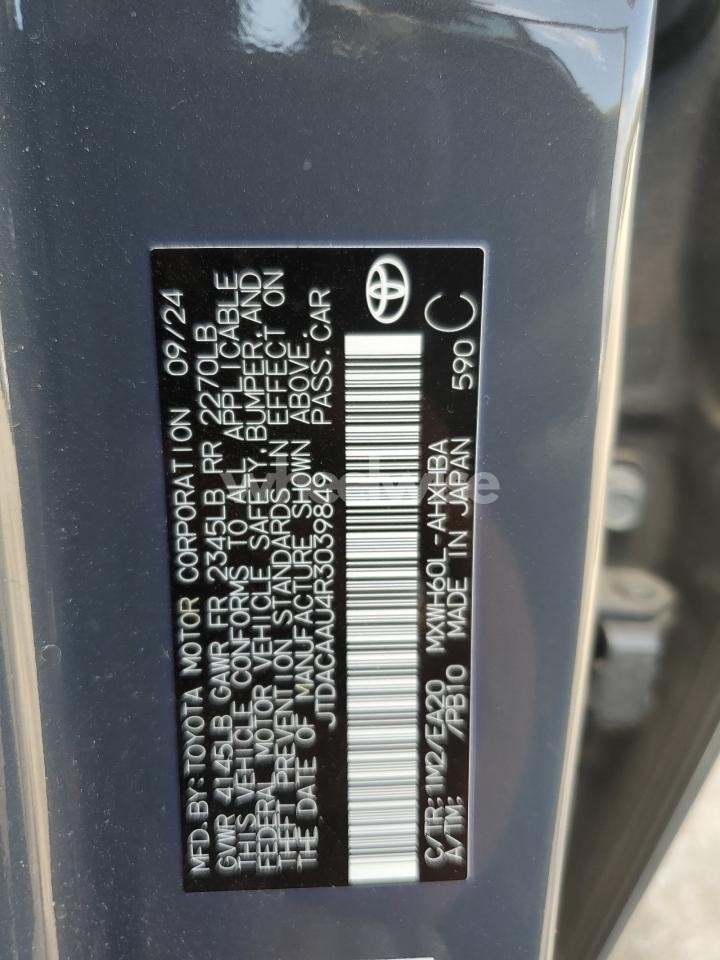 MFD.BY: TOYOTA MOTOR CORPORATION 09/24
GVWR 4145LB GAWR FR 2345LB RR 2270LB
THIS VEHICLE CONFORMS TO ALL APPLICABLE
FEDERAL MOTOR VEHICLE SAFETY, BUMPER, AND
THEFT PREVENTION STANDARDS IN EFFECT ON
THE DATE OF MANUFACTURE SHOWN ABOVE.
JTDACAAU4R3039849 PASS. CAR
C/TR: 1M2/EA20 MXWH60L-AHXHBA
A/TM: /PB10 MADE IN JAPAN 590 C
wheelwise